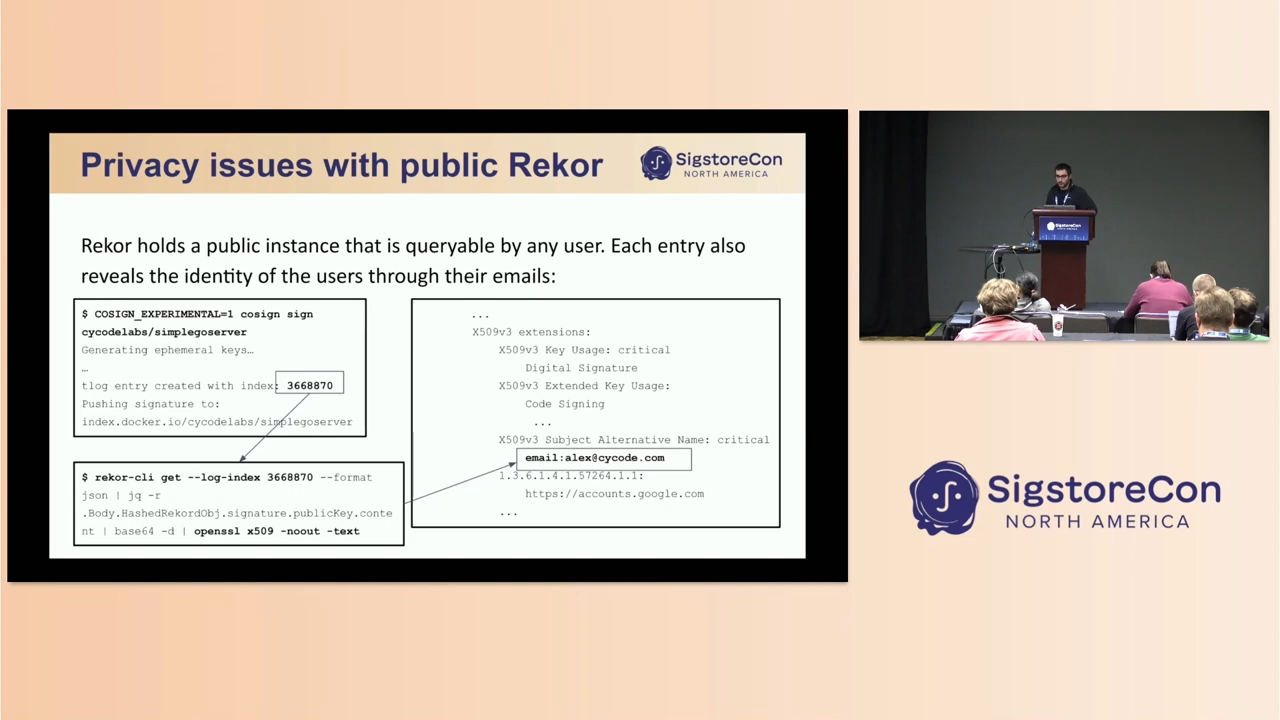 Privacy issues with public Rekor
SigstoreCon
NORTH AMERICA
Rekor holds a public instance that is queryable by any user. Each entry also
reveals the identity of the users through their emails:
$ COSIGN_EXPERIMENTAL=1 cosign sign
cycodelabs/simplegoserver
Generating ephemeral keys…
…
tlog entry created with index: 3668870
Pushing signature to:
index.docker.io/cycodelabs/simplegoserver
$ rekor-cli get --log-index 3668870 --format
json | jq -r
.Body.HashedRekordObj.signature.publicKey.conte
nt | base64 -d | openssl x509 -noout -text
...
X509v3 extensions:
X509v3 Key Usage: critical
Digital Signature
X509v3 Extended Key Usage:
Code Signing
...
X509v3 Subject Alternative Name: critical
email:alex@cycode.com
1.3.6.1.4.1.57264.1.1:
https://accounts.google.com
...
SigstoreCon
NORTH AMERICA